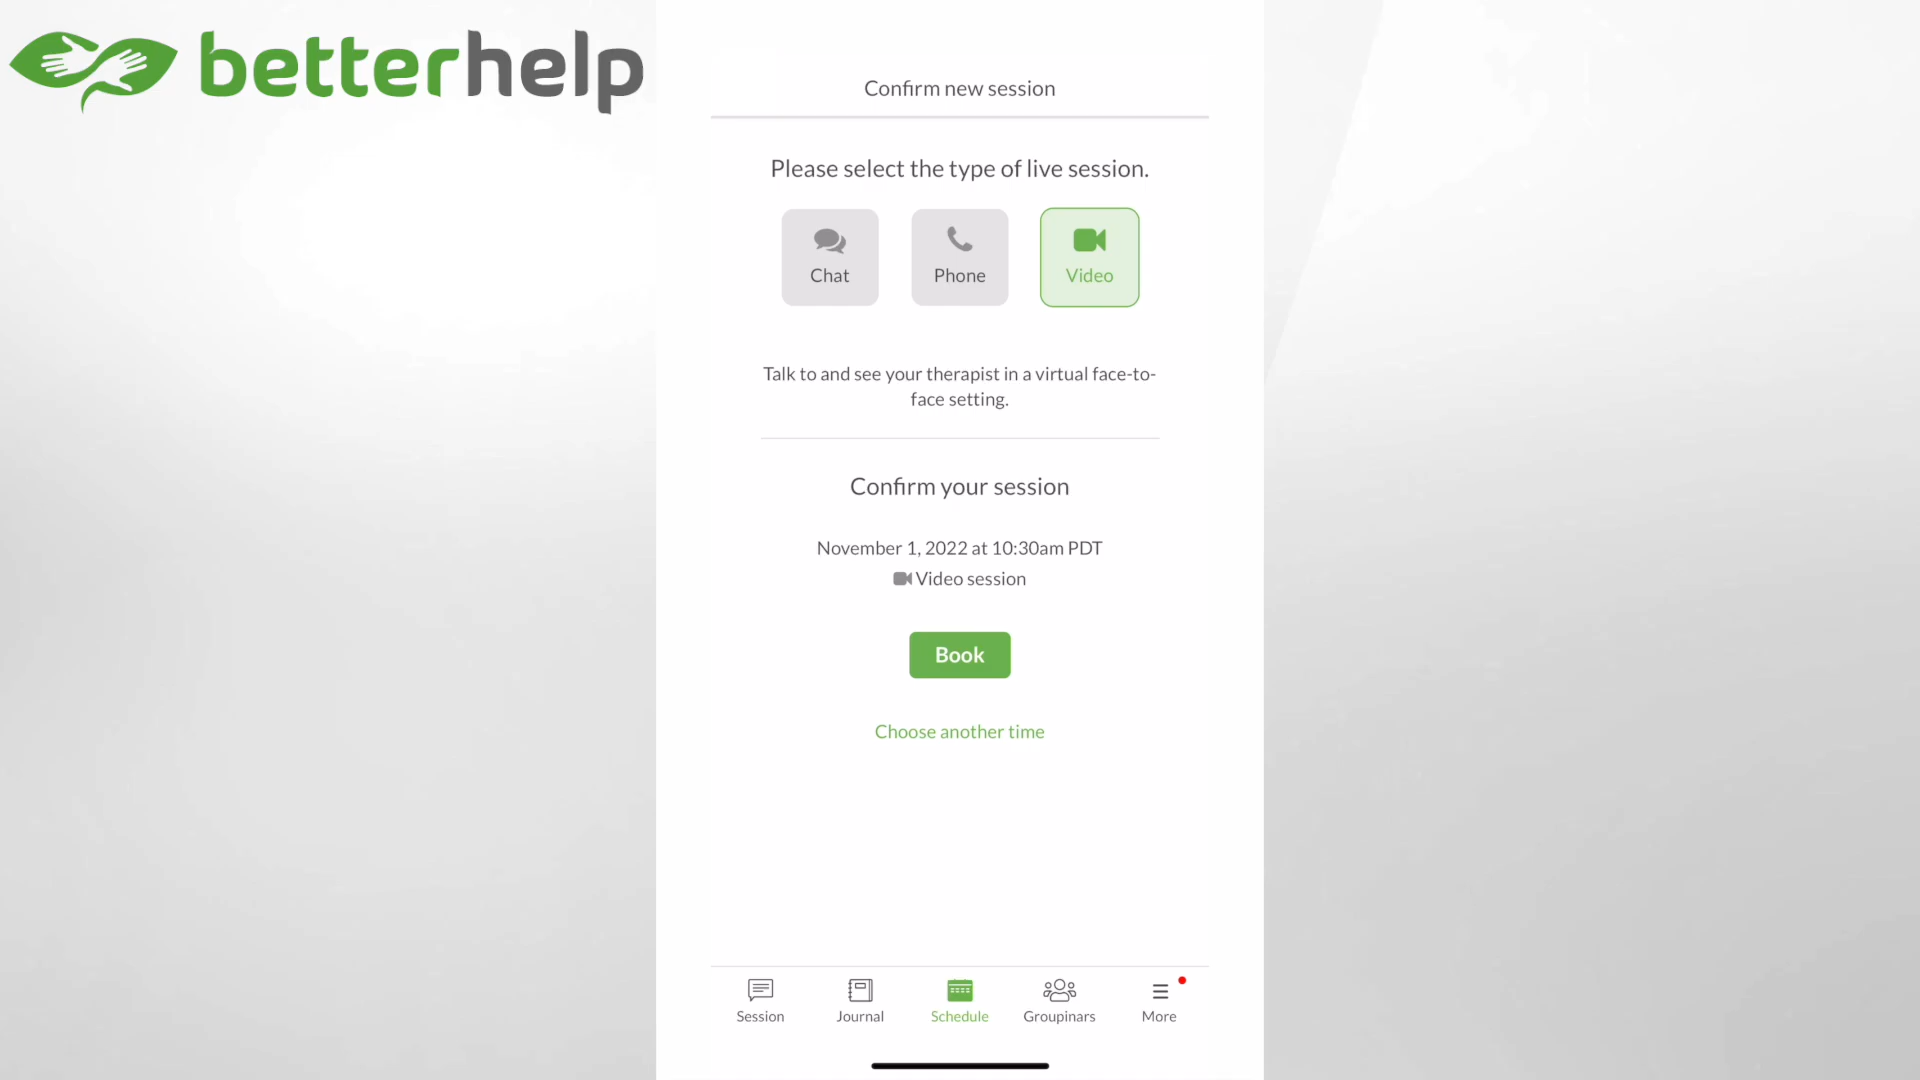 betterhelp
Confirm new session
Please select the type of live session.
Chat
Phone
Video
Talk to and see your therapist in a virtual face-to-
face setting.
Confirm your session
November 1, 2022 at 10:30am PDT
Video session
Book
Choose another time
Session
Journal
Schedule
Groupinars
More